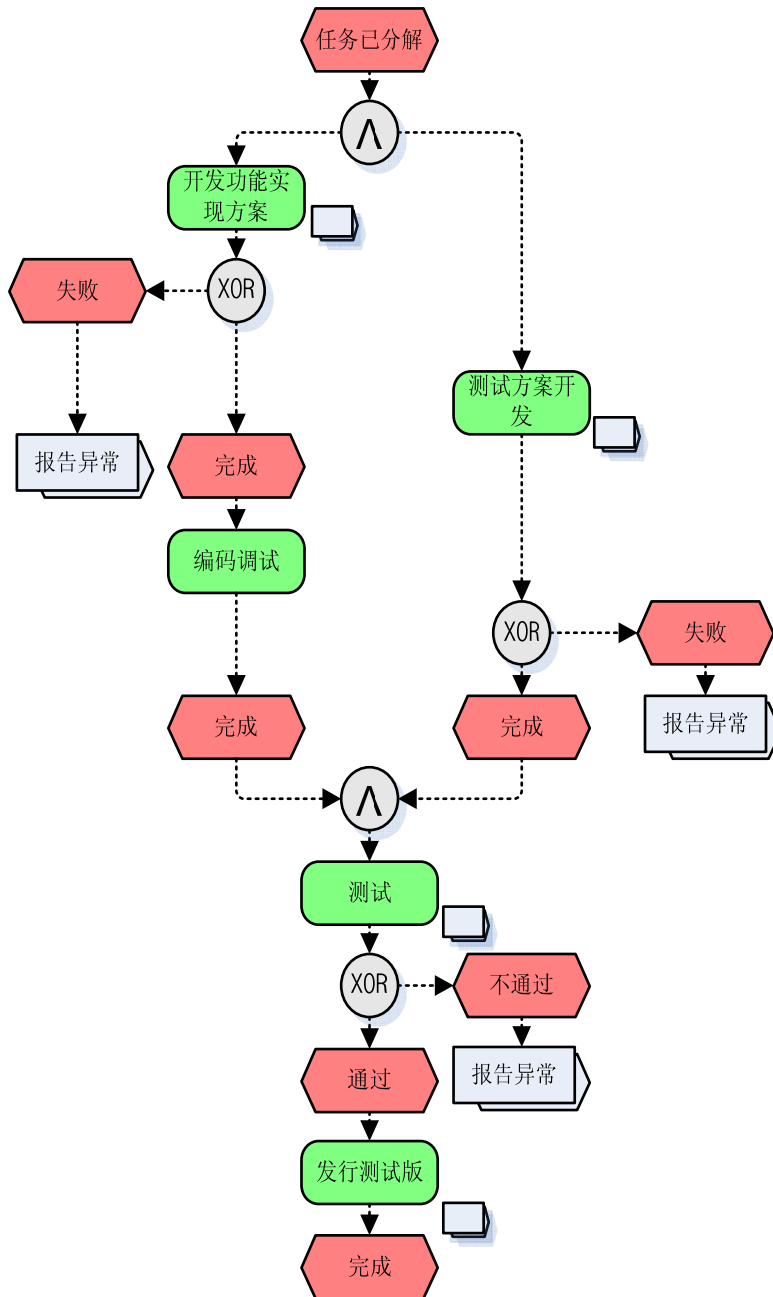 任务已分解
Λ
开发功能实
现方案
失败
XOR
测试方案开
发
报告异常
完成
编码调试
XOR
失败
完成
完成
报告异常
Λ
测试
XOR
不通过
通过
报告异常
发行测试版
完成